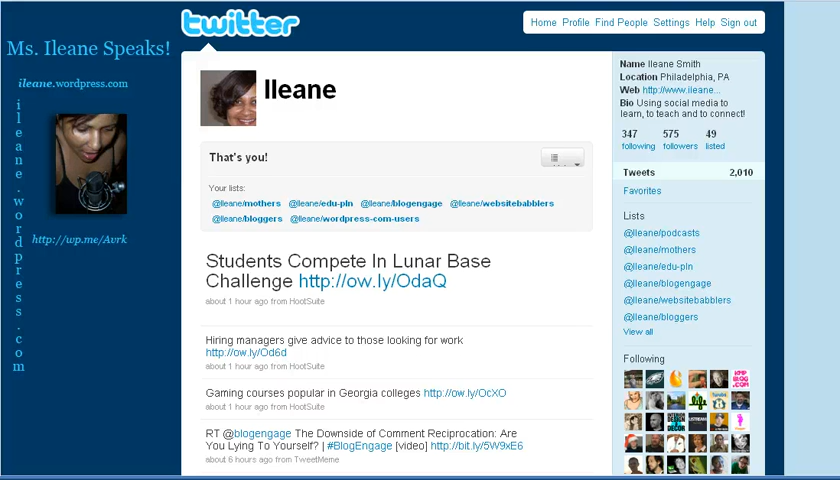 twitter
Home Profile Find People Settings Help Sign out
Ms. Ileane Speaks!
ileane.wordpress.com
ileane.wordpress.com
http://wp.me/Avrk
Ileane
That's you!
Your lists:
@Ileane/mothers @Ileane/edu-pln @Ileane/blogengage @Ileane/websitebabblers
@Ileane/bloggers @Ileane/wordpress-com-users
Students Compete In Lunar Base
Challenge http://ow.ly/OdaQ
about 1 hour ago from HootSuite
Hiring managers give advice to those looking for work
http://ow.ly/Od6d
about 1 hour ago from HootSuite
Gaming courses popular in Georgia colleges http://ow.ly/OcXO
about 1 hour ago from HootSuite
RT @blogengage The Downside of Comment Reciprocation: Are
You Lying To Yourself? | #BlogEngage [video] http://bit.ly/5W9xE6
about 6 hours ago from TweetMeme
Name Ileane Smith
Location Philadelphia, PA
Web http://www.ileane...
Bio Using social media to
learn, to teach and to connect!
347 575 49
following followers listed
Tweets 2,010
Favorites
Lists
@Ileane/podcasts
@Ileane/mothers
@Ileane/edu-pln
@Ileane/blogengage
@Ileane/websitebabblers
@Ileane/bloggers
View all
Following